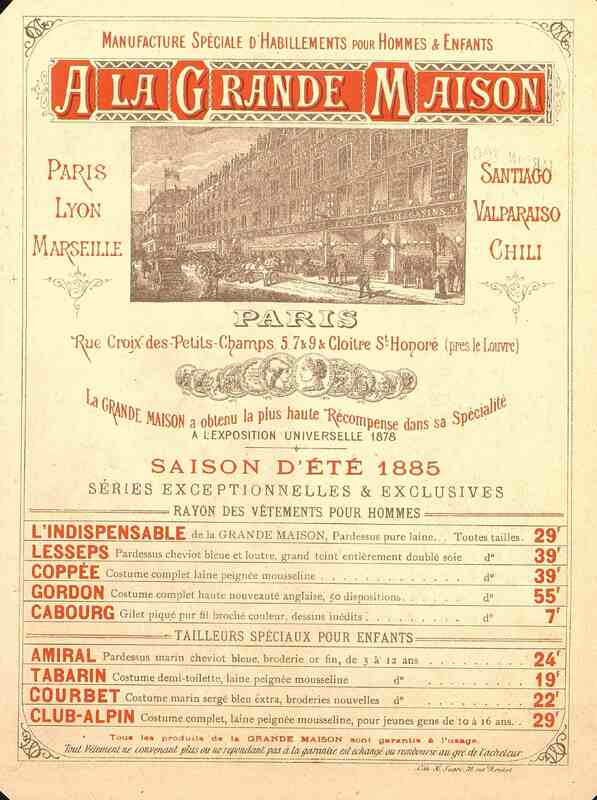 MANUFACTURE SPÉCIALE D'HABILLEMENTS POUR HOMMES & ENFANTS
A LA GRANDE MAISON
PARIS
LYON
MARSEILLE
SANTIAGO
VALPARAISO
CHILI
PARIS
Rue Croix des-Petits-Champs, 5, 7 & 9 & Cloître St Honoré (près le Louvre)
La GRANDE MAISON a obtenu la plus haute Récompense dans sa Spécialité
A L'EXPOSITION UNIVERSELLE 1878
SAISON D'ÉTÉ 1885
SÉRIES EXCEPTIONNELLES & EXCLUSIVES
RAYON DES VÊTEMENTS POUR HOMMES
L'INDISPENSABLE de la GRANDE MAISON, Pardessus pure laine... Toutes tailles. 29f
LESSEPS Pardessus cheviot bleue et loutre, grand teint entièrement doublé soie do 39f
COPPÉE Costume complet laine peignée mousseline . . . . . . . . . . . do 39f
GORDON Costume complet haute nouveauté anglaise, 50 dispositions. . . . . do 55f
CABOURG Gilet piqué pur fil broché couleur, dessins inédits . . . . . . . . do 7f
TAILLEURS SPÉCIAUX POUR ENFANTS
AMIRAL Pardessus marin cheviot bleue, broderie or fin, de 3 à 12 ans . . . . . . . . 24f
TABARIN Costume demi-toilette, laine peignée mousseline do . . . . . . . . 19f
COURBET Costume marin sergé bleu extra, broderies nouvelles do . . . . . . . . 22f
CLUB-ALPIN Costume complet, laine peignée mousseline, pour jeunes gens de 10 à 16 ans. . 29f
Tous les produits de la GRANDE MAISON sont garantis à l'usage.
Tout Vêtement ne convenant plus ou ne répondant pas à la garantie est échangé ou remboursé au gré de l'acheteur.